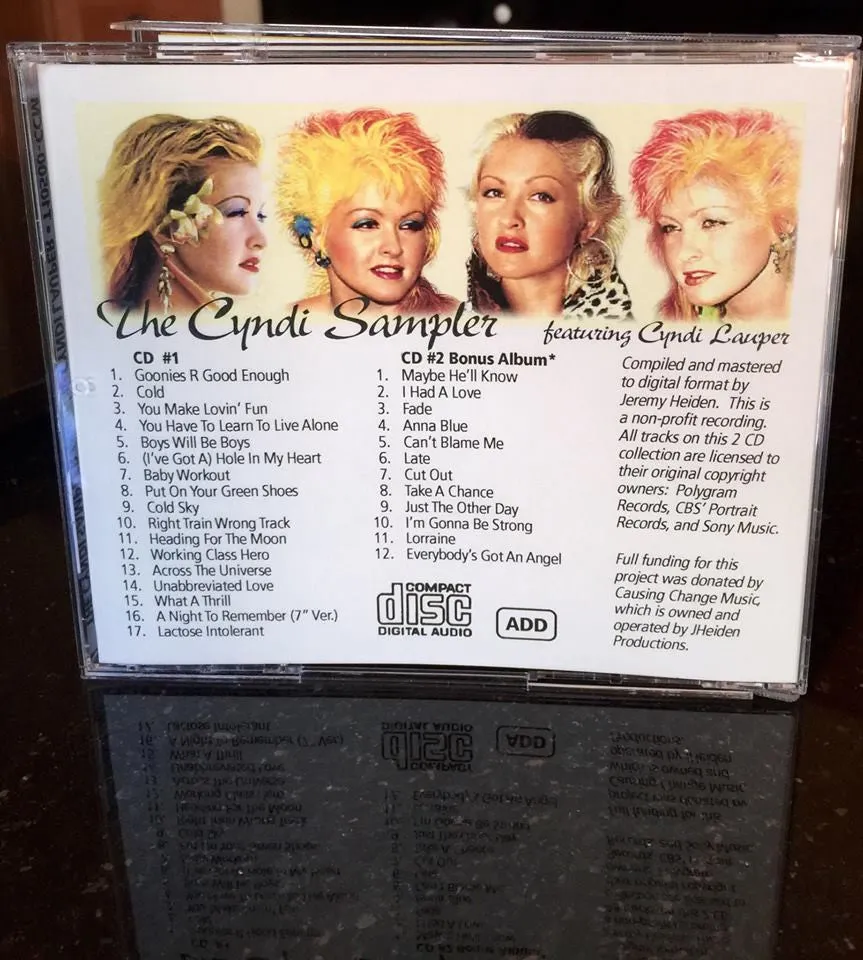 The Cyndi Sampler
featuring Cyndi Lauper
CD #1
1. Goonies R Good Enough
2. Cold
3. You Make Lovin' Fun
4. You Have To Learn To Live Alone
5. Boys Will Be Boys
6. (I've Got A) Hole In My Heart
7. Baby Workout
8. Put On Your Green Shoes
9. Cold Sky
10. Right Train Wrong Track
11. Heading For The Moon
12. Working Class Hero
13. Across The Universe
14. Unabbreviated Love
15. What A Thrill
16. A Night To Remember (7" Ver.)
17. Lactose Intolerant
CD #2 Bonus Album*
1. Maybe He'll Know
2. I Had A Love
3. Fade
4. Anna Blue
5. Can't Blame Me
6. Late
7. Cut Out
8. Take A Chance
9. Just The Other Day
10. I'm Gonna Be Strong
11. Lorraine
12. Everybody's Got An Angel
COMPACT
disc
DIGITAL AUDIO
ADD
Compiled and mastered
to digital format by
Jeremy Heiden. This is
a non-profit recording.
All tracks on this 2 CD
collection are licensed to
their original copyright
owners: Polygram
Records, CBS' Portrait
Records, and Sony Music.
Full funding for this
project was donated by
Causing Change Music,
which is owned and
operated by JHeiden
Productions.